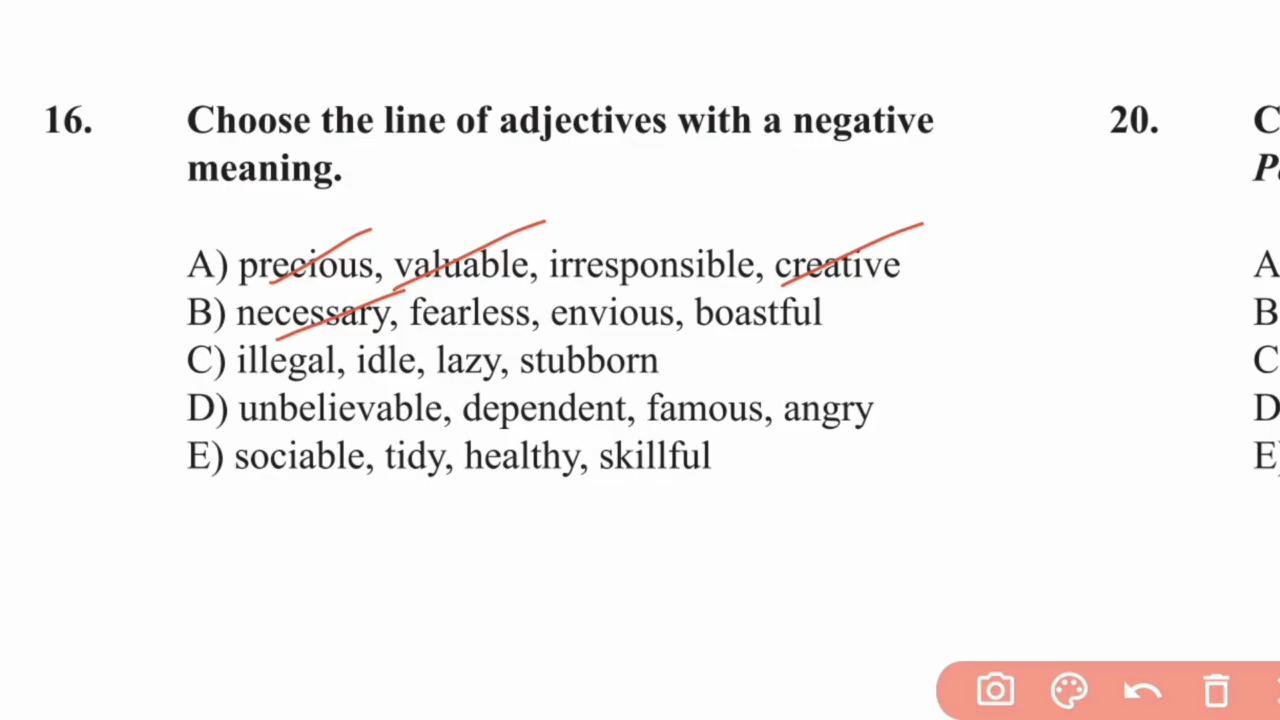 16. Choose the line of adjectives with a negative
meaning.
A) precious, valuable, irresponsible, creative
B) necessary, fearless, envious, boastful
C) illegal, idle, lazy, stubborn
D) unbelievable, dependent, famous, angry
E) sociable, tidy, healthy, skillful
20. C
A
B
C
D
E)